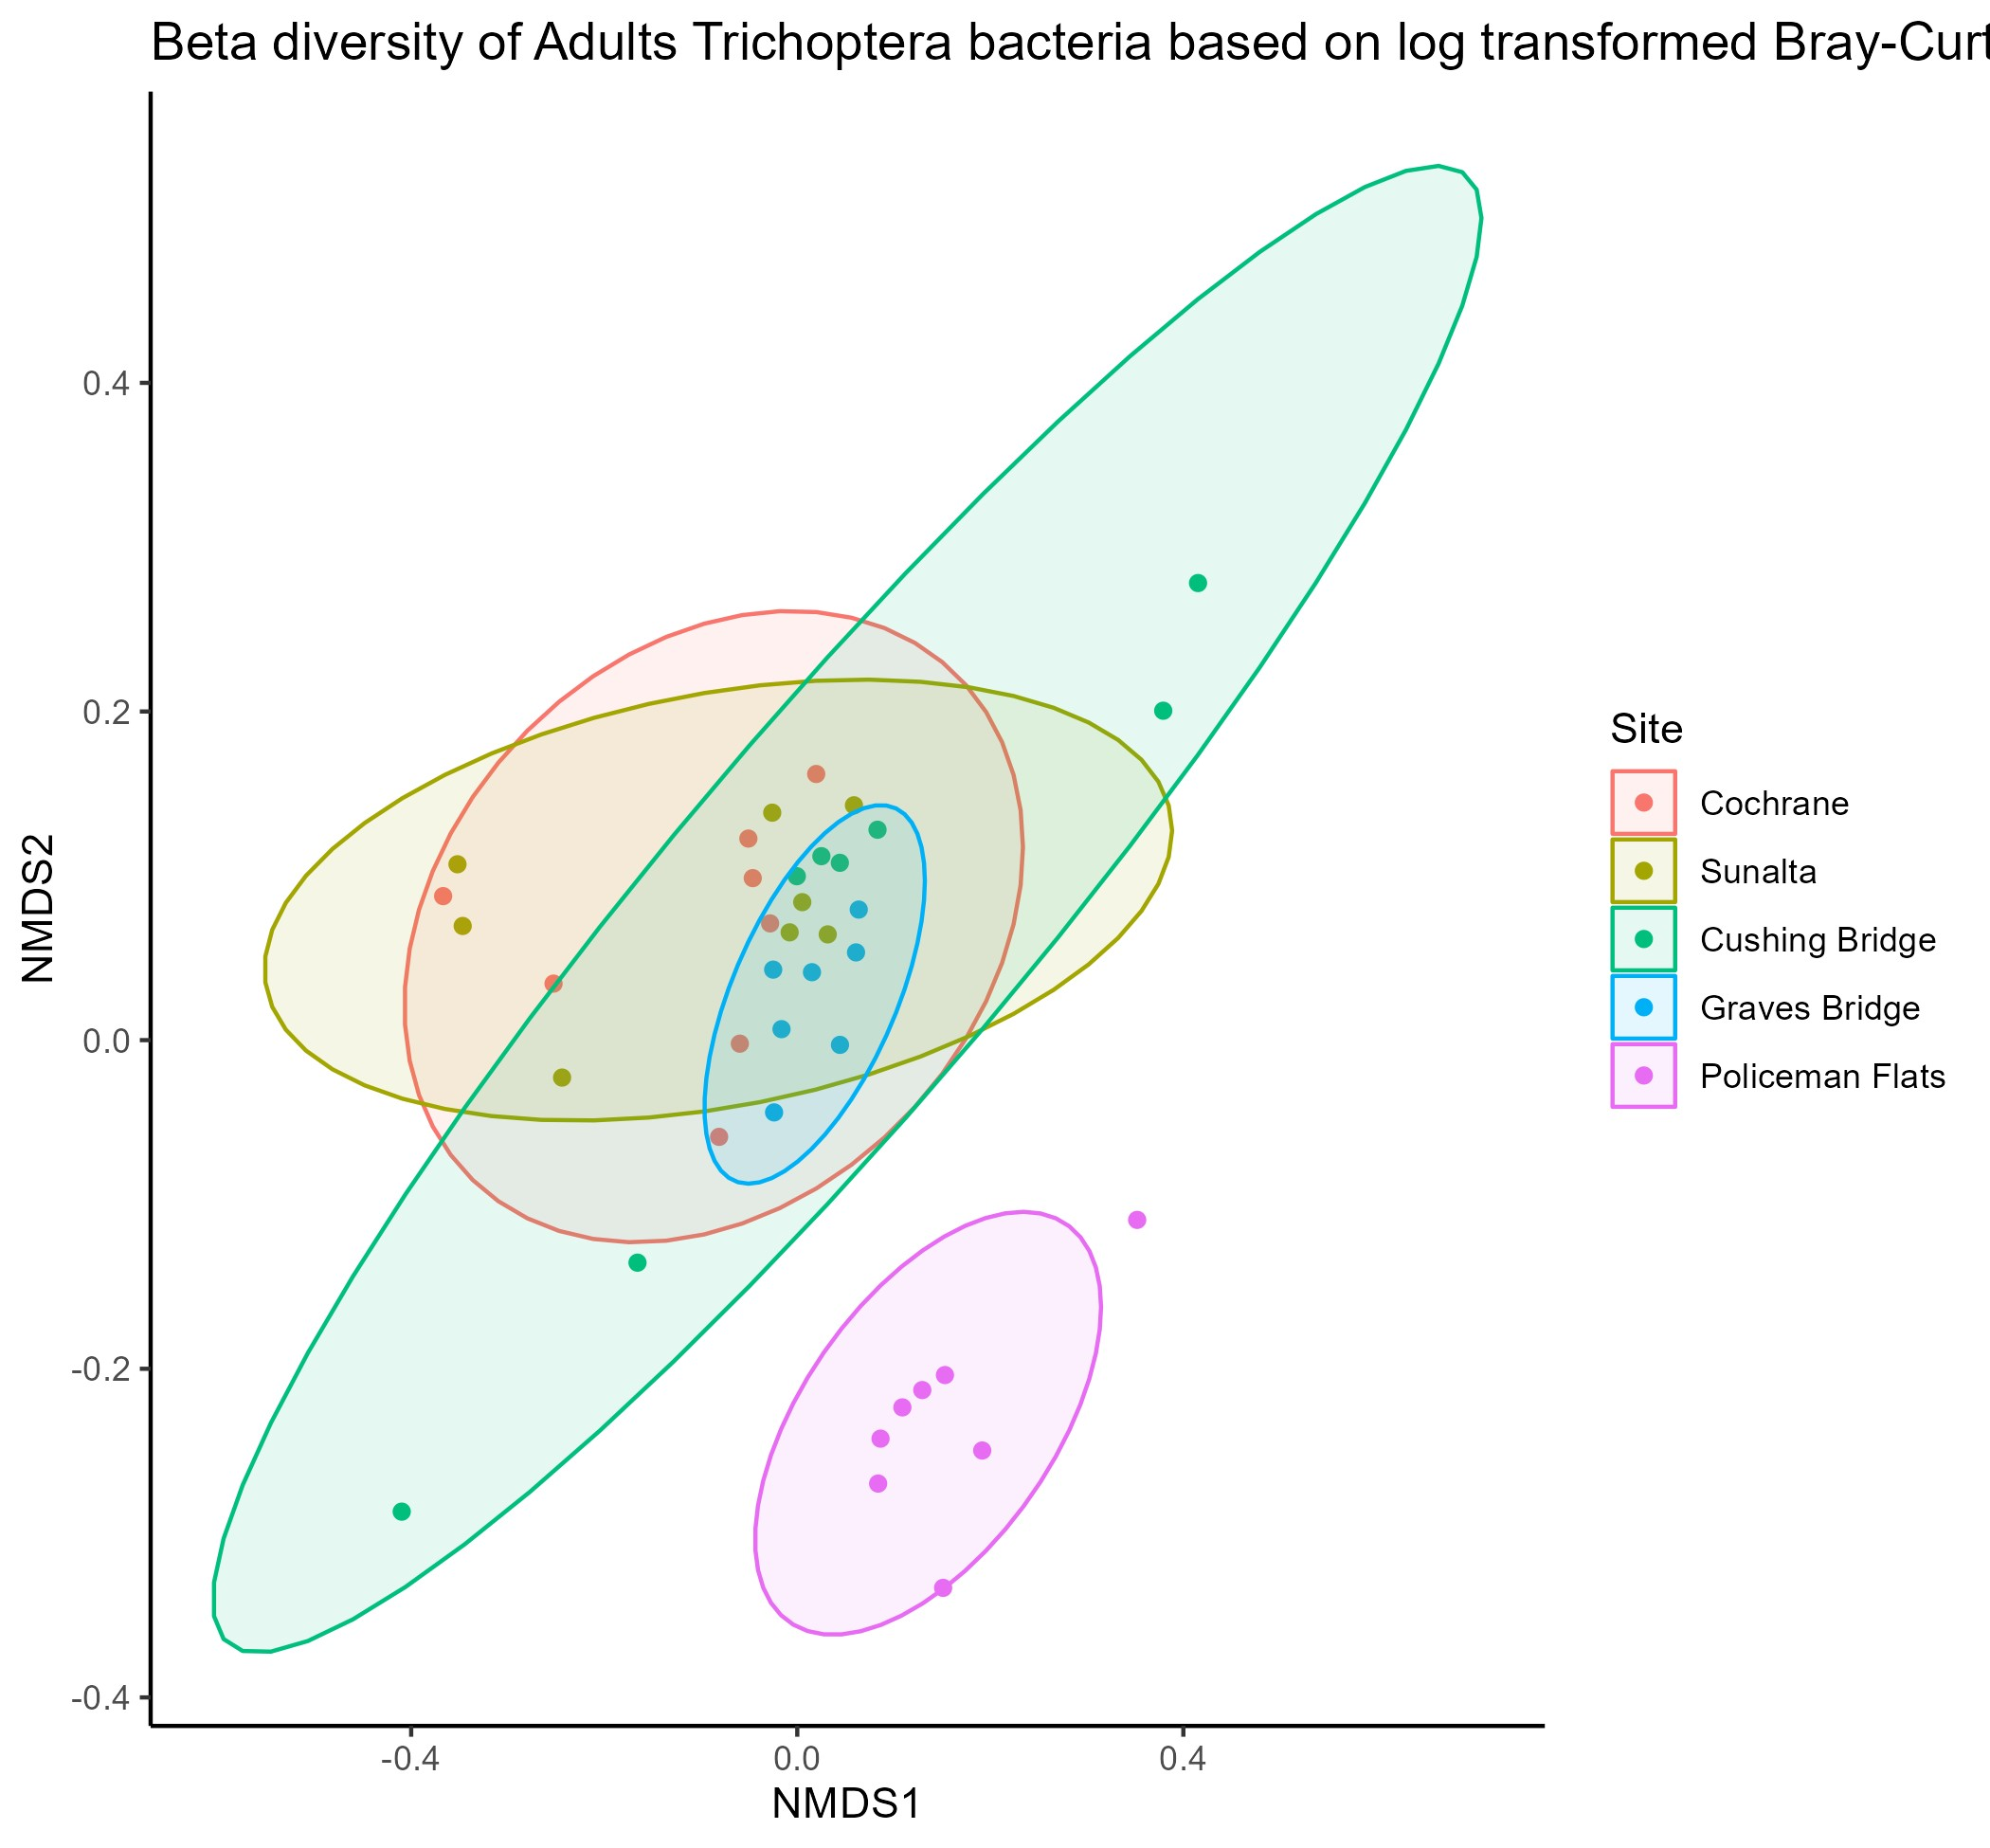 Beta diversity of Adults Trichoptera bacteria based on log transformed Bray-Curt
NMDS2
0.4
0.2
0.0
-0.2
-0.4
-0.4
0.0
0.4
NMDS1
Site
Cochrane
Sunalta
Cushing Bridge
Graves Bridge
Policeman Flats